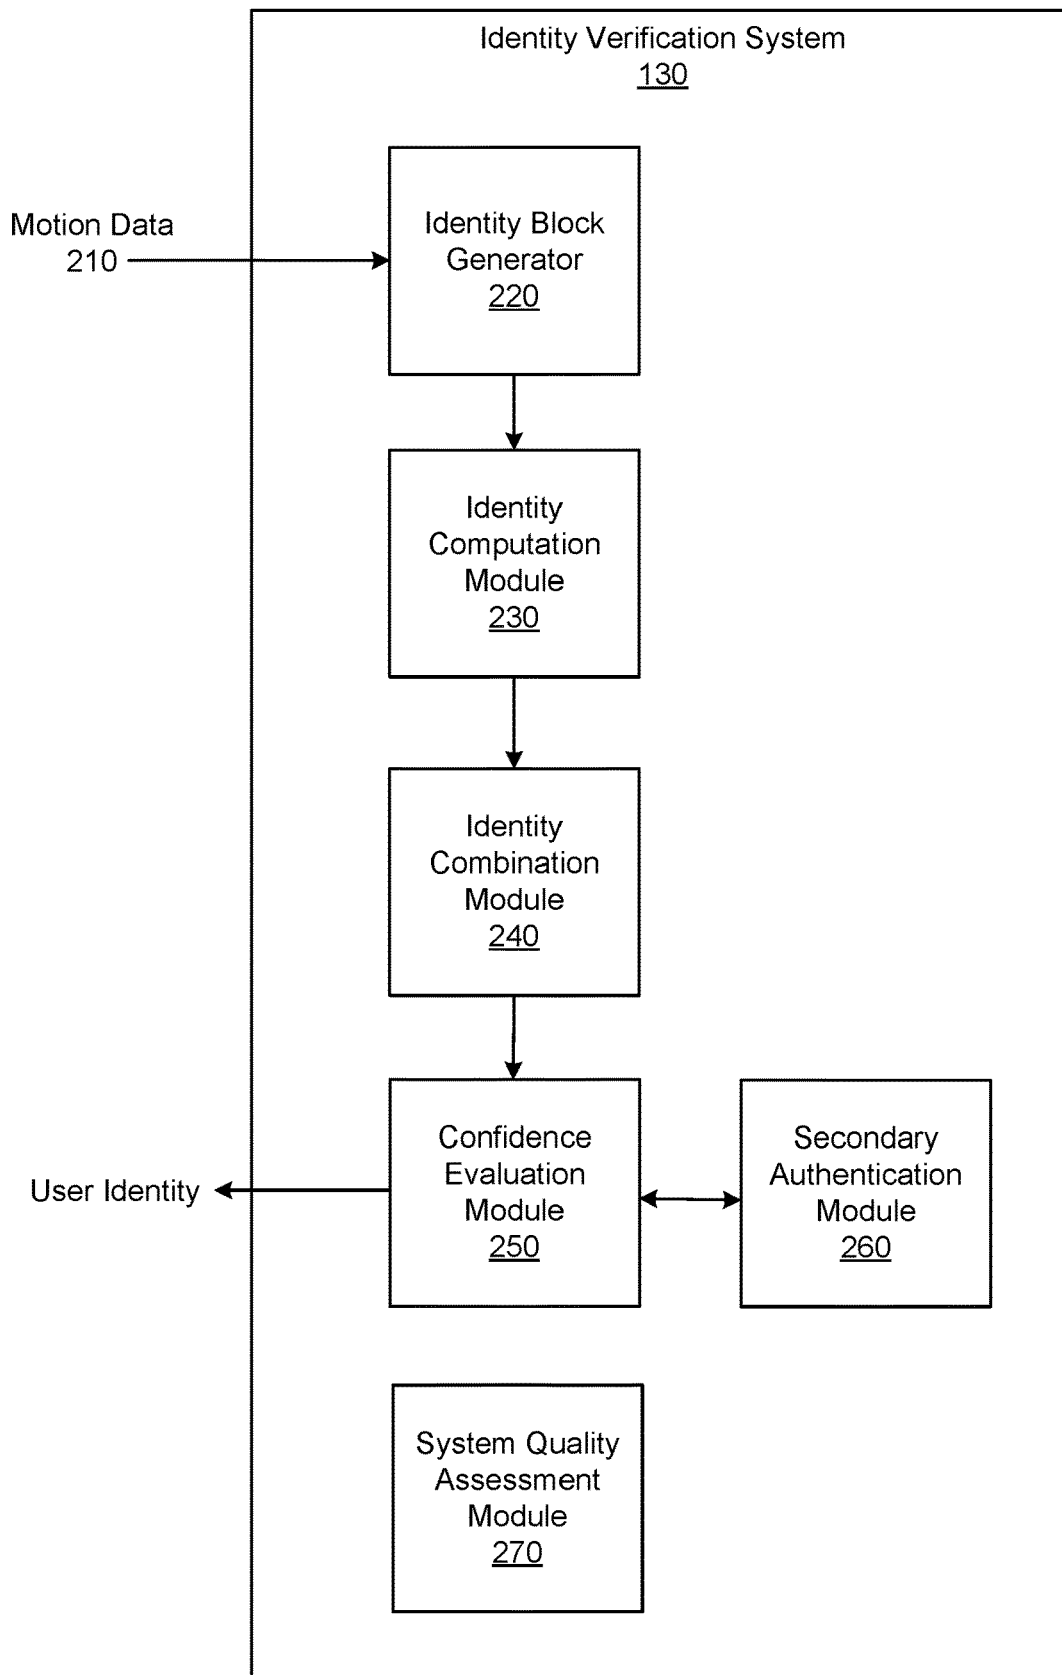 Identity Verification System
130
Motion Data
210
Identity Block
Generator
220
Identity
Computation
Module
230
Identity
Combination
Module
240
Confidence
Evaluation
Module
250
User Identity
Secondary
Authentication
Module
260
System Quality
Assessment
Module
270